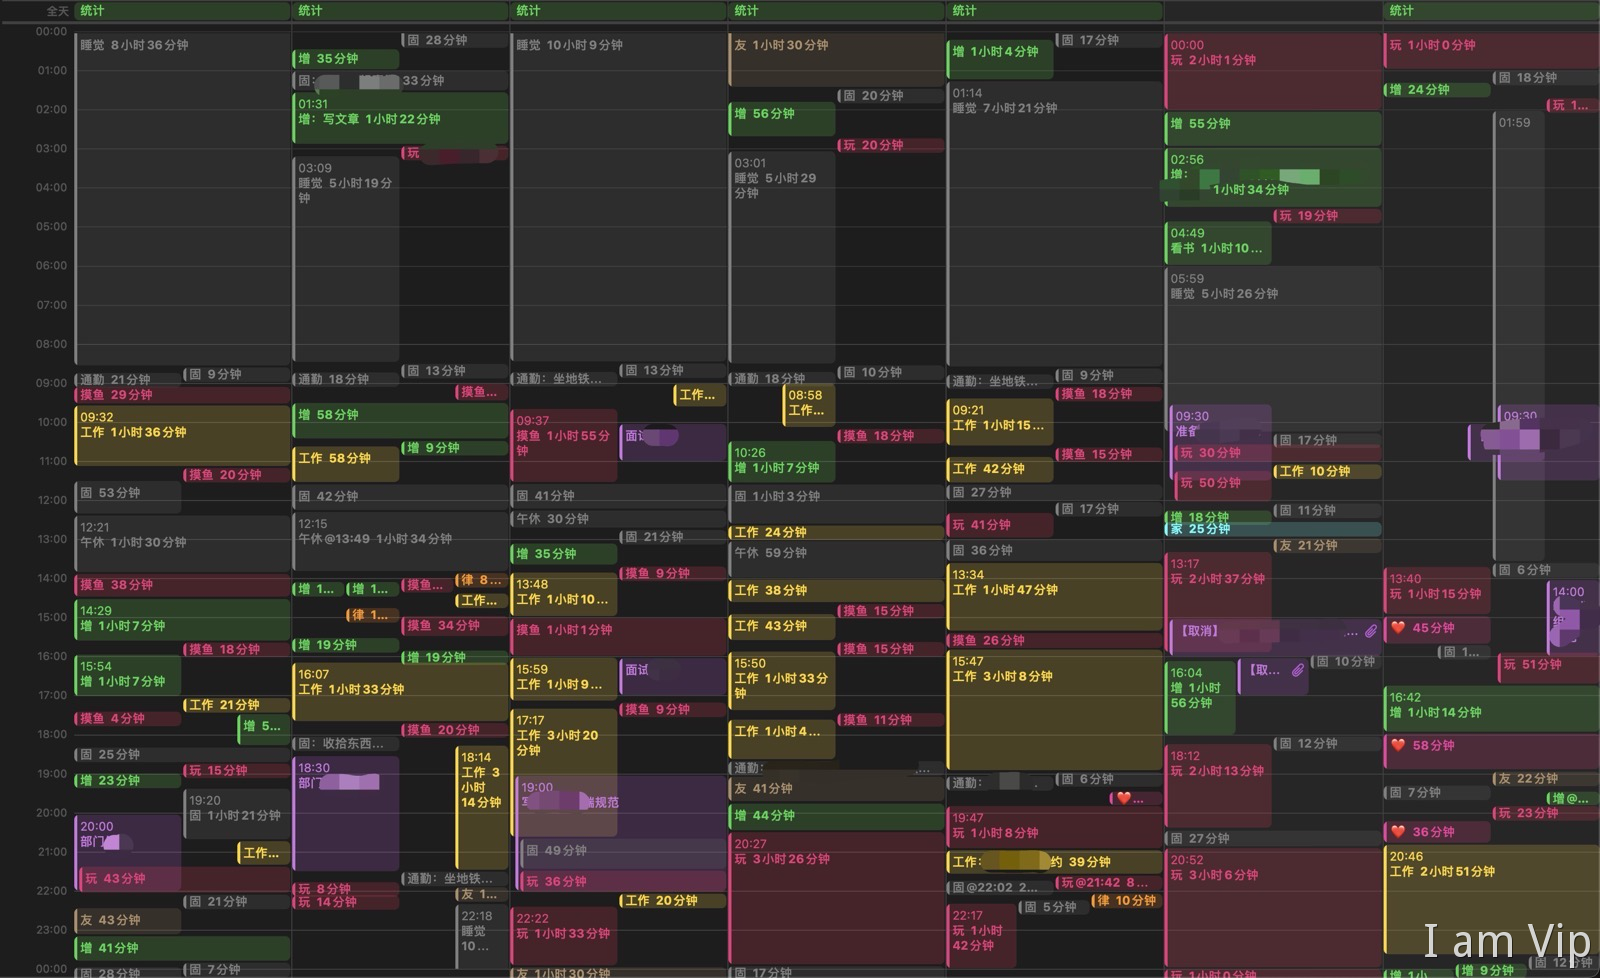 全天
统计
统计
统计
统计
统计
统计
00:00
01:00
02:00
03:00
04:00
05:00
06:00
07:00
08:00
09:00
10:00
11:00
12:00
13:00
14:00
15:00
16:00
17:00
18:00
19:00
20:00
21:00
22:00
23:00
00:00
睡觉 8小时36分钟
通勤 21分钟
固 9分钟
摸鱼 29分钟
09:32
工作 1小时36分钟
摸鱼 20分钟
固 53分钟
12:21
午休 1小时30分钟
摸鱼 38分钟
14:29
增 1小时7分钟
摸鱼 18分钟
15:54
增 1小时7分钟
工作 21分钟
摸鱼 4分钟
增 5...
固 25分钟
玩 15分钟
增 23分钟
19:20
固 1小时21分钟
20:00
部门
工作...
玩 43分钟
固 21分钟
友 43分钟
增 41分钟
固 28分钟
固 7分钟
固 28分钟
增 35分钟
固:
33分钟
01:31
增：写文章 1小时22分钟
玩
03:09
睡觉 5小时19分
钟
通勤 18分钟
固 13分钟
摸鱼...
增 58分钟
增 9分钟
工作 58分钟
固 42分钟
12:15
午休@13:49 1小时34分钟
增 1...
增 1...
摸鱼...
律 8...
工作...
律 1...
摸鱼 34分钟
增 19分钟
增 19分钟
16:07
工作 1小时33分钟
摸鱼 20分钟
固：收拾东西...
18:14
工作 3
小时
14分钟
18:30
部门
通勤：坐地铁...
玩 8分钟
玩 14分钟
友 1...
22:18
睡觉
10...
睡觉 10小时9分钟
通勤：坐地铁...
固 13分钟
工作...
09:37
摸鱼 1小时55分
钟
面试
固 41分钟
午休 30分钟
固 21分钟
增 35分钟
摸鱼 9分钟
13:48
工作 1小时10...
摸鱼 1小时1分钟
15:59
工作 1小时9...
面试
摸鱼 9分钟
17:17
工作 3小时20
分钟
19:00
端规范
固 49分钟
玩 36分钟
工作 20分钟
22:22
玩 1小时33分钟
友 1小时30分钟
友 1小时30分钟
固 20分钟
增 56分钟
玩 20分钟
03:01
睡觉 5小时29
分钟
通勤 18分钟
固 10分钟
08:58
工作...
摸鱼 18分钟
10:26
增 1小时7分钟
固 1小时3分钟
工作 24分钟
午休 59分钟
工作 38分钟
摸鱼 15分钟
工作 43分钟
摸鱼 15分钟
15:50
工作 1小时33分
钟
摸鱼 11分钟
工作 1小时4...
通勤：
...
友 41分钟
增 44分钟
20:27
玩 3小时26分钟
固 17分钟
固 17分钟
增 1小时4分钟
01:14
睡觉 7小时21分钟
通勤：坐地铁...
固 9分钟
摸鱼 18分钟
09:21
工作 1小时15...
摸鱼 15分钟
工作 42分钟
固 27分钟
固 17分钟
玩 41分钟
固 36分钟
13:34
工作 1小时47分钟
摸鱼 26分钟
15:47
工作 3小时8分钟
通勤：
固 6分钟
❤️...
19:47
玩 1小时8分钟
工作：
约 39分钟
固@22:02 2...
玩@21:42 8...
律 10分钟
固 5分钟
22:17
玩 1小时
42分钟
00:00
玩 2小时1分钟
增 55分钟
02:56
增：
1小时34分钟
玩 19分钟
04:49
看书 1小时10...
05:59
睡觉 5小时26分钟
09:30
准备
固 17分钟
玩 30分钟
工作 10分钟
玩 50分钟
增 18分钟
固 11分钟
家 25分钟
友 21分钟
13:17
玩 2小时37分钟
【取消】
...
16:04
增 1小时
56分钟
【取...
固 10分钟
18:12
玩 2小时13分钟
固 12分钟
固 27分钟
20:52
玩 3小时6分钟
玩 1小时0分钟
玩 1小时0分钟
固 18分钟
增 24分钟
玩 1...
01:59
09:30
固 6分钟
13:40
玩 1小时15分钟
14:00
❤️ 45分钟
固 1...
玩 51分钟
16:42
增 1小时14分钟
❤️ 58分钟
友 22分钟
固 7分钟
增@...
玩 23分钟
❤️ 36分钟
20:46
工作 2小时51分钟
增 1小
增 9分钟
固 12分钟
I am Vip